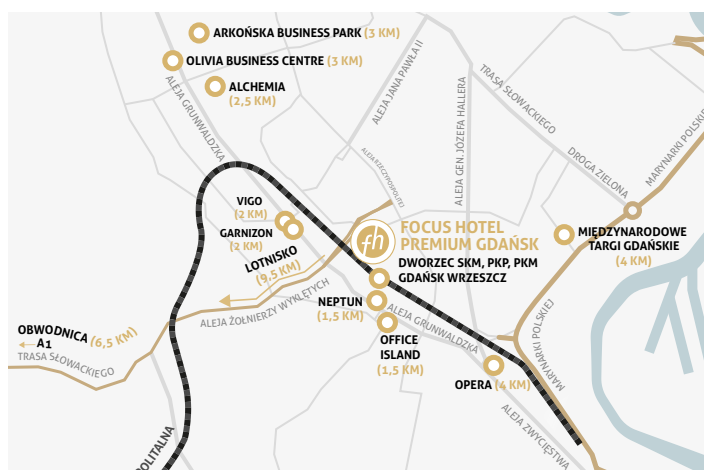 ARKOŃSKA BUSINESS PARK (3 KM)
OLIVIA BUSINESS CENTRE (3 KM)
ALCHEMIA
(2,5 KM)
ALEJA GRUNWALDZKA
ALEJA JANA PAWŁA II
ALEJA GEN. JÓZEFA HALLERA
TRASA SŁOWACKIEGO
DROGA ZIELONA
MARYNARKI POLSKIEJ
ALEJA RZECZYPOSPOLITEJ
VIGO
(2 KM)
GARNIZON
(2 KM)
LOTNISKO
(9,5 KM)
fh
FOCUS HOTEL
PREMIUM GDAŃSK
DWORZEC SKM, PKP, PKM
GDAŃSK WRZESZCZ
MIĘDZYNARODOWE
TARGI GDAŃSKIE
(4 KM)
NEPTUN
(1,5 KM)
ALEJA ŻOŁNIERZY WYKLĘTYCH
ALEJA GRUNWALDZKA
OFFICE
ISLAND
(1,5 KM)
OBWODNICA (6,5 KM)
A1
TRASA SŁOWACKIEGO
OPERA (4 KM)
MARYNARKI POLSKIEJ
ALEJA ZWYCIĘSTWA
POLITALNA